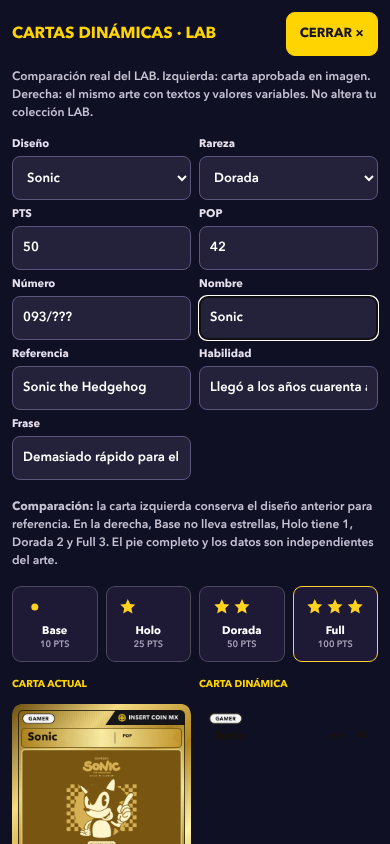 CARTAS DINÁMICAS · LAB
CERRAR ×
Comparación real del LAB. Izquierda: carta aprobada en imagen.
Derecha: el mismo arte con textos y valores variables. No altera tu
colección LAB.
Diseño
Rareza
Sonic
Dorada
PTS
POP
50
42
Número
Nombre
093/???
Sonic
Referencia
Habilidad
Sonic the Hedgehog
Llegó a los años cuarenta
Frase
Demasiado rápido para el
Comparación: la carta izquierda conserva el diseño anterior para
referencia. En la derecha, Base no lleva estrellas, Holo tiene 1,
Dorada 2 y Full 3. El pie completo y los datos son independientes
del arte.
Base
Holo
Dorada
Full
10 PTS
25 PTS
50 PTS
100 PTS
CARTA ACTUAL
CARTA DINÁMICA
GAMER
INSERT COIN MX
GAMER
Sonic
POP
SONIC